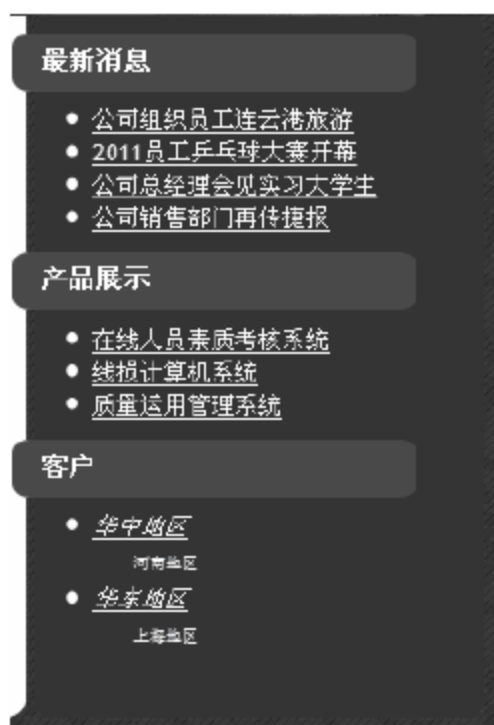 最新消息
公司组织员工连云港旅游
2011员工乒乓球大赛开幕
公司总经理会见实习大学生
公司销售部门再传捷报
产品展示
在线人员素质考核系统
线损计算机系统
质量运用管理系统
客户
华中地区
河南地区
华东地区
上海地区